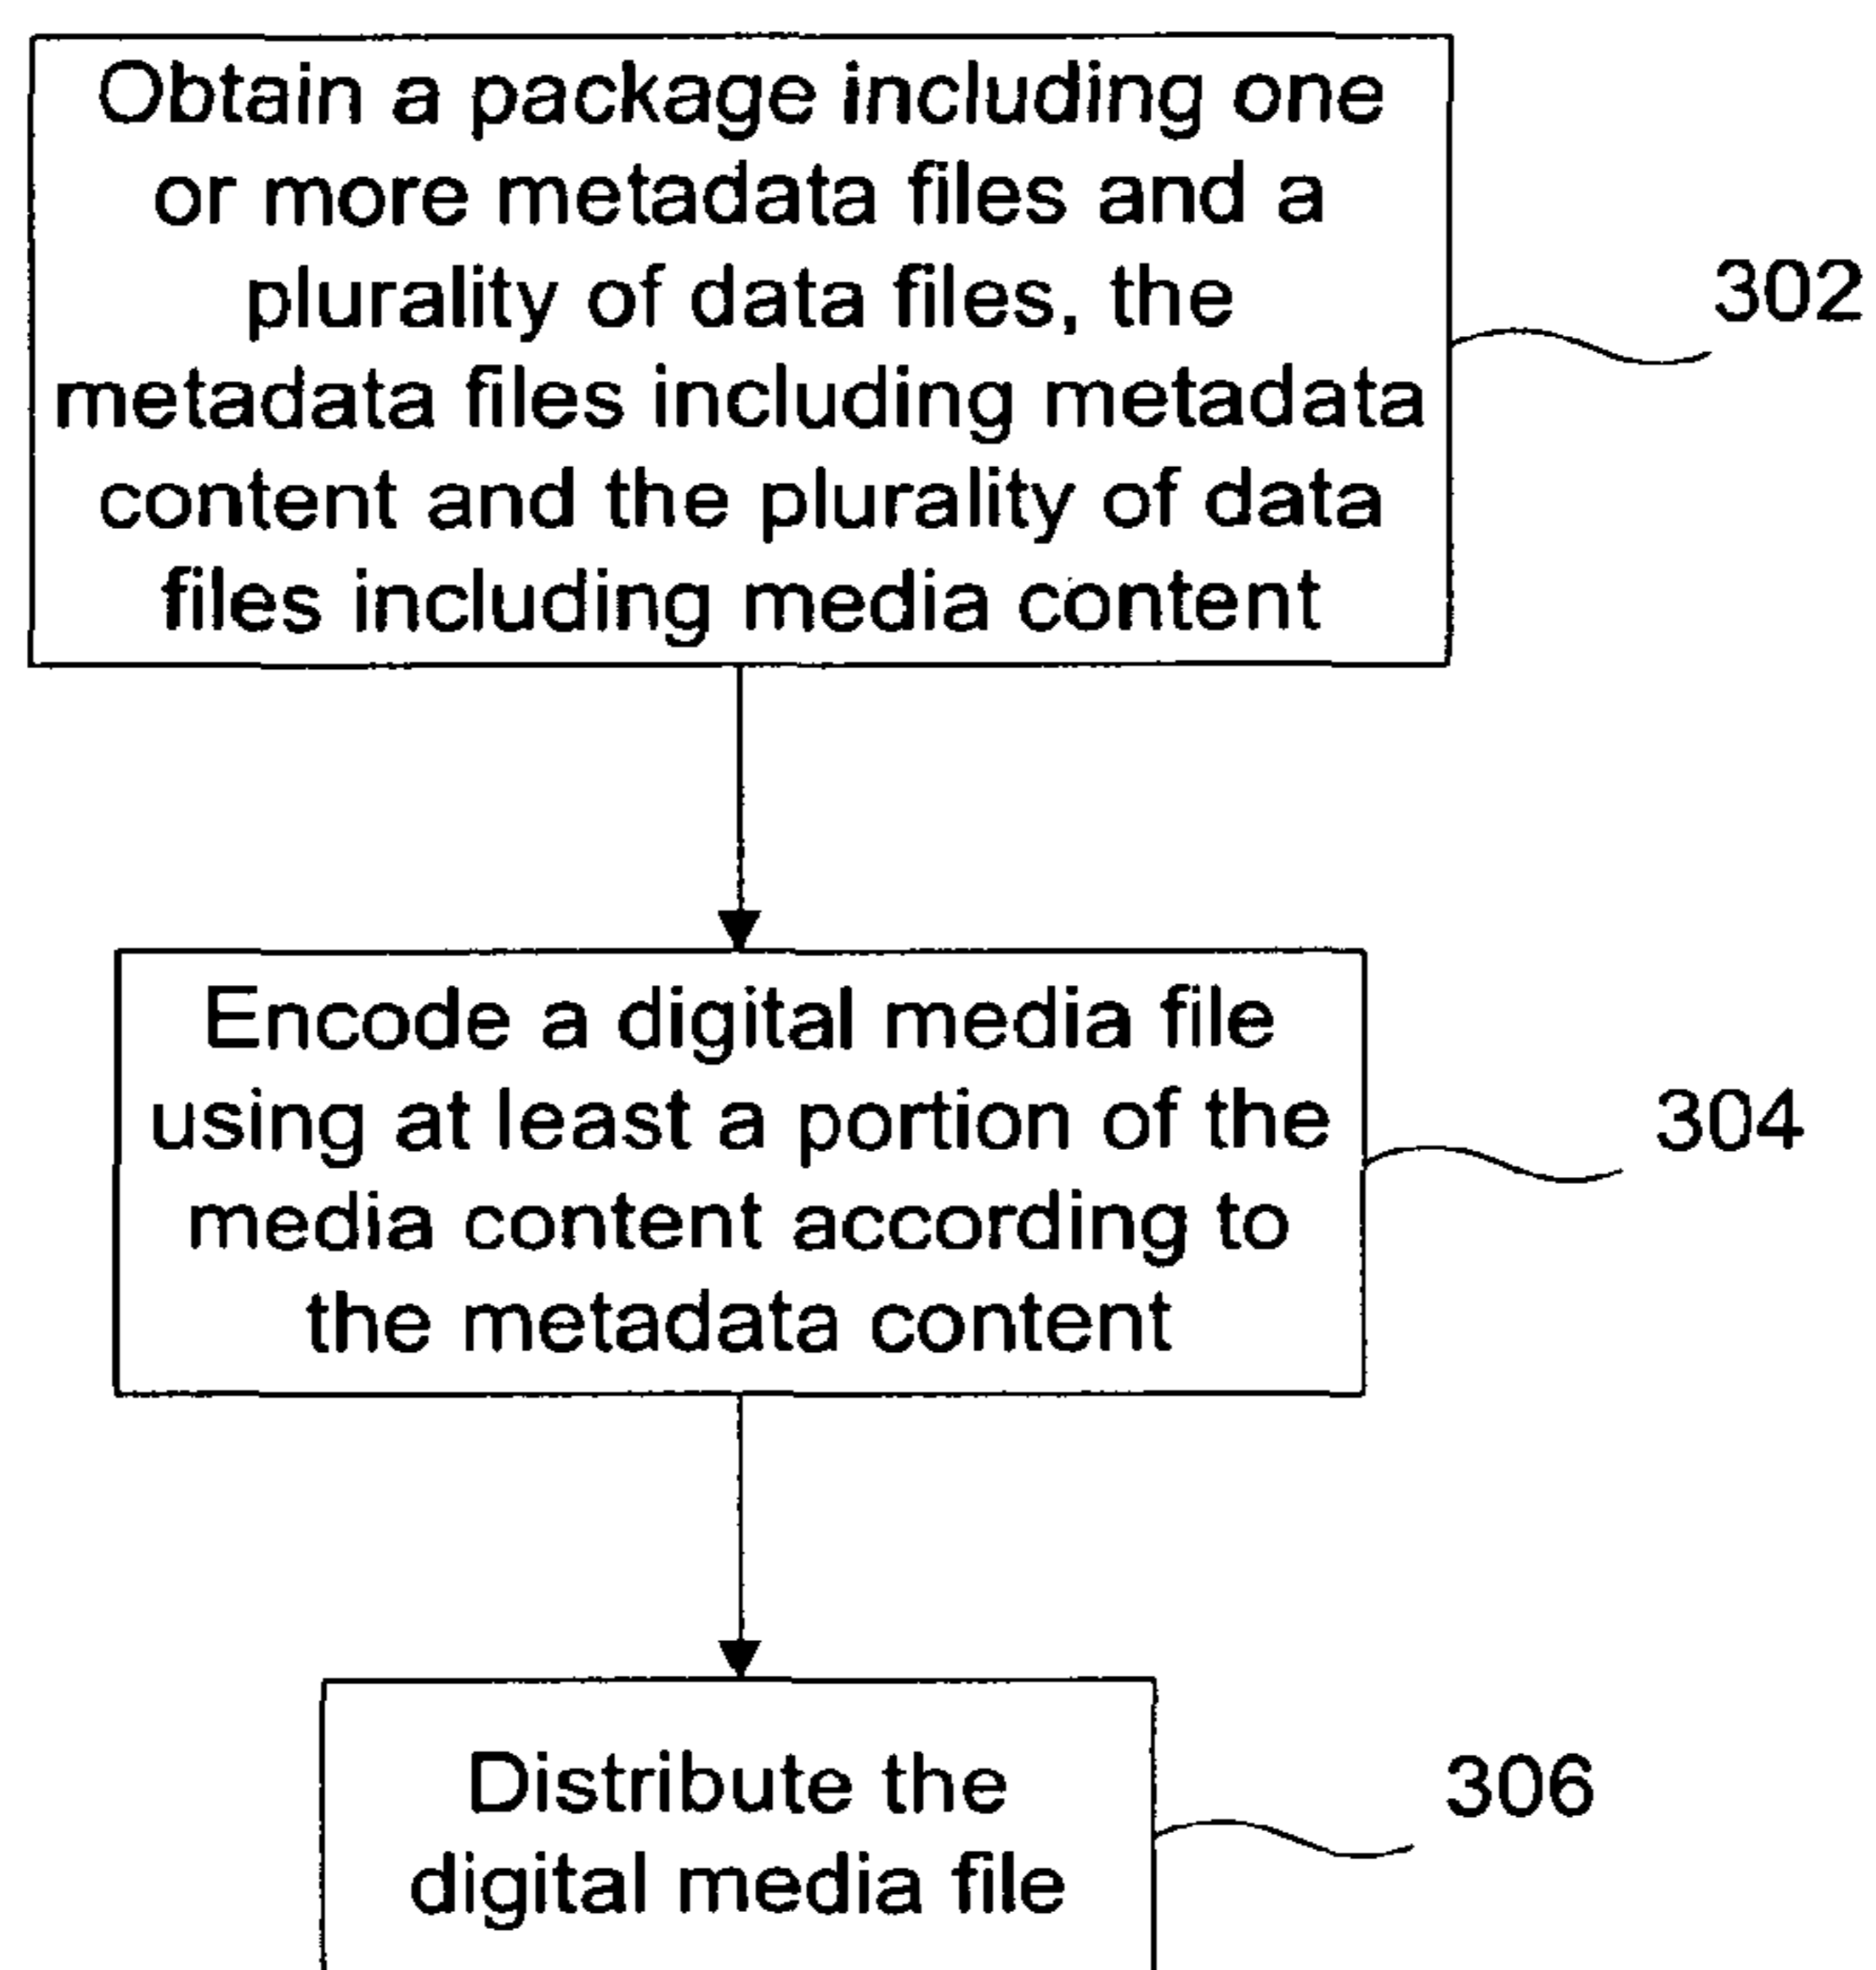 Obtain a package including one
or more metadata files and a
plurality of data files, the
metadata files including metadata
content and the plurality of data
files including media content
302
Encode a digital media file
using at least a portion of the
media content according to
the metadata content
304
Distribute the
digital media file
306